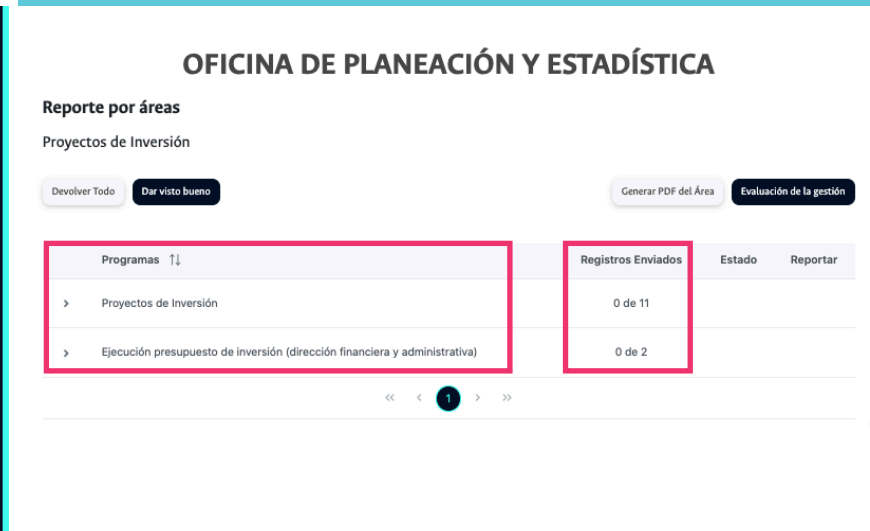 OFICINA DE PLANEACIÓN Y ESTADÍSTICA
Reporte por áreas
Proyectos de Inversión
Devolver Todo Dar visto bueno Generar PDF del Área Evaluación de la gestión
Programas Registros Enviados Estado Reportar
Proyectos de Inversión 0 de 11
Ejecución presupuesto de inversión (dirección financiera y administrativa) 0 de 2
« ‹ 1 › »